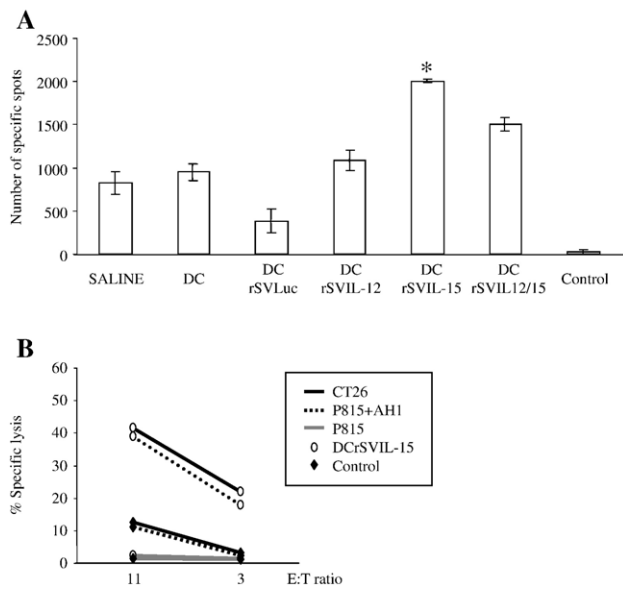 A
Number of specific spots
2500
2000
1500
1000
500
0
*
SALINE
DC
DC
rSVLuc
DC
rSVIL-12
DC
rSVIL-15
DC
rSVIL12/15
Control
B
% Specific lysis
60
50
40
30
20
10
0
11
3
E:T ratio
CT26
P815+AH1
P815
DCrSVIL-15
Control